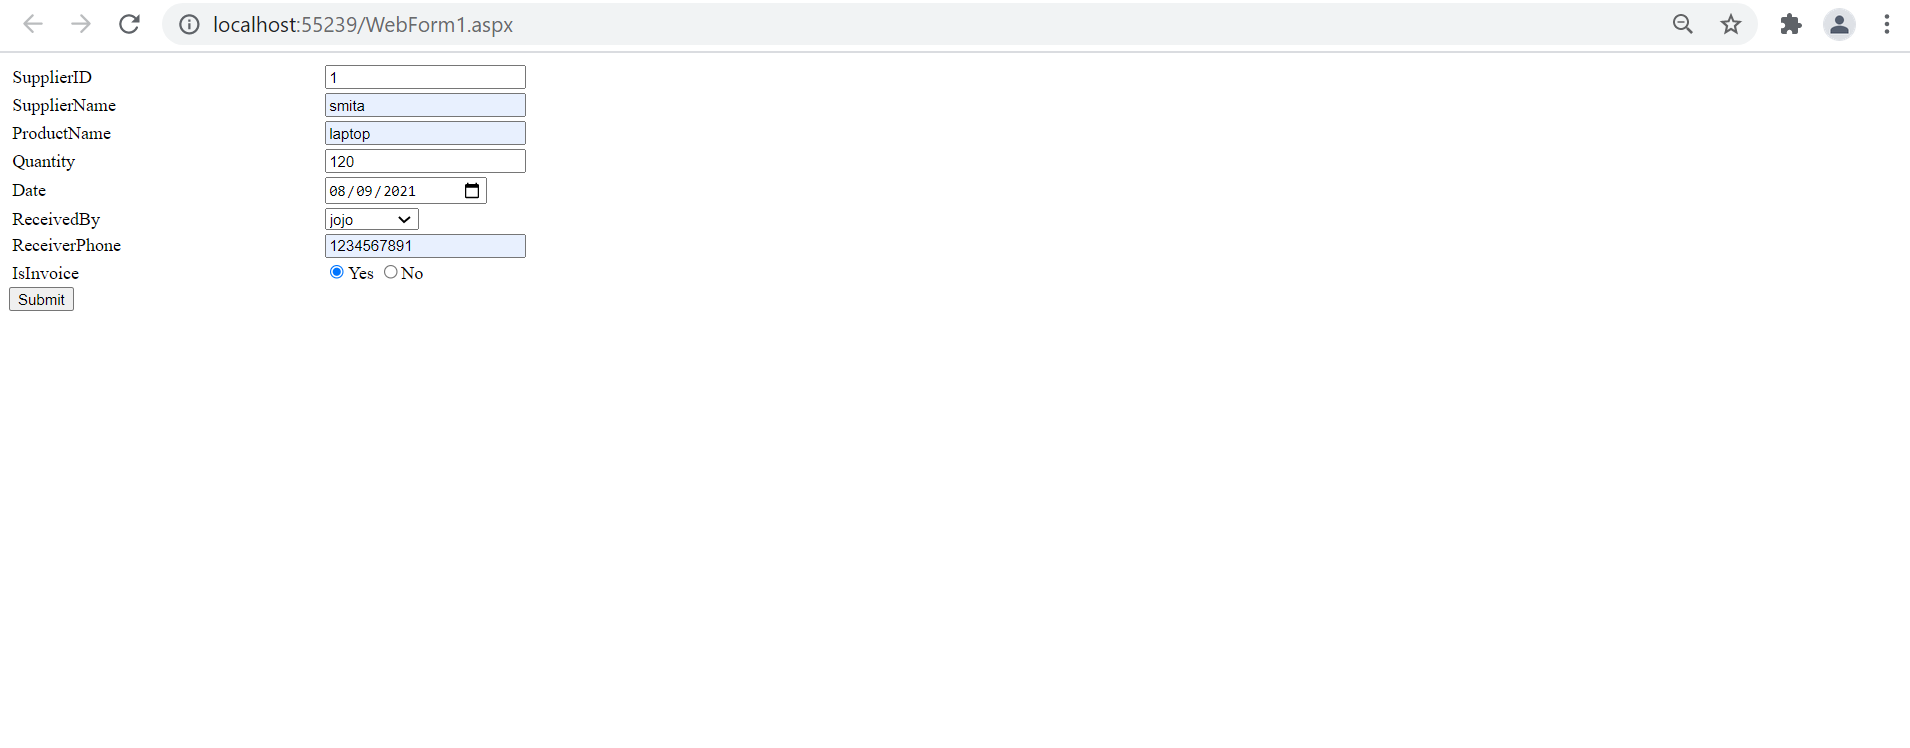 localhost:55239/WebForm1.aspx
SupplierID 1
SupplierName smita
ProductName laptop
Quantity 120
Date 08/09/2021
ReceivedBy jojo
ReceiverPhone 1234567891
IsInvoice Yes No
Submit